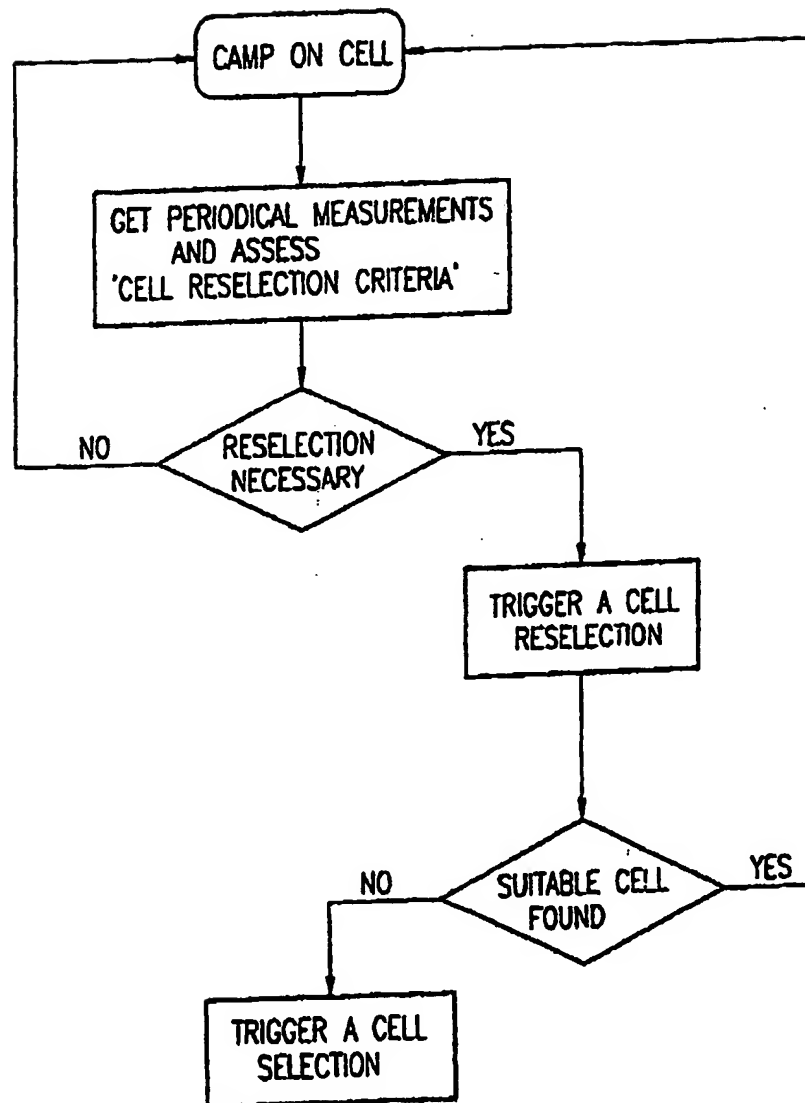 CAMP ON CELL
GET PERIODICAL MEASUREMENTS
AND ASSESS
'CELL RESELECTION CRITERIA'
NO
RESELECTION
NECESSARY
YES
TRIGGER A CELL
RESELECTION
NO
SUITABLE CELL
FOUND
YES
TRIGGER A CELL
SELECTION